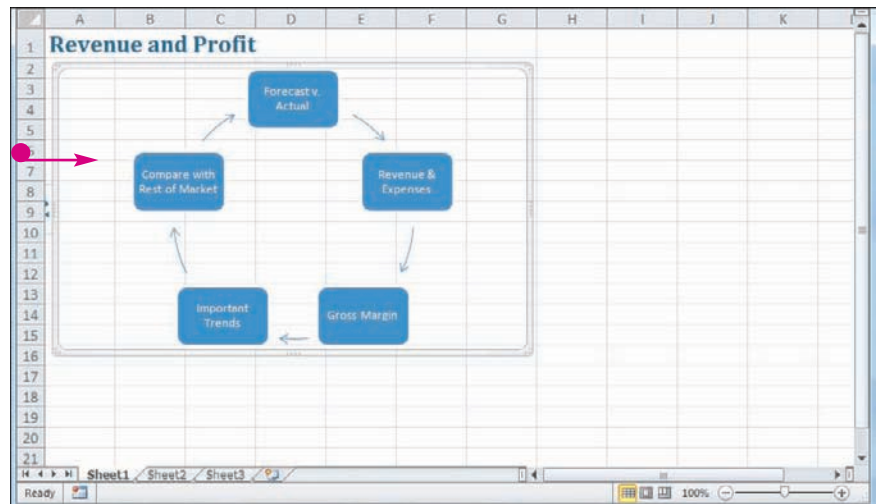 A B C D E F G H I J K
1 Revenue and Profit
2
3 Forecast v.
4 Actual
5
7 Compare with Revenue &
8 Rest of Market Expenses
9
10
11
12
13 Important
14 Trends Gross Margin
15
16
17
18
19
20
21
Sheet1 Sheet2 Sheet3
Ready 100%